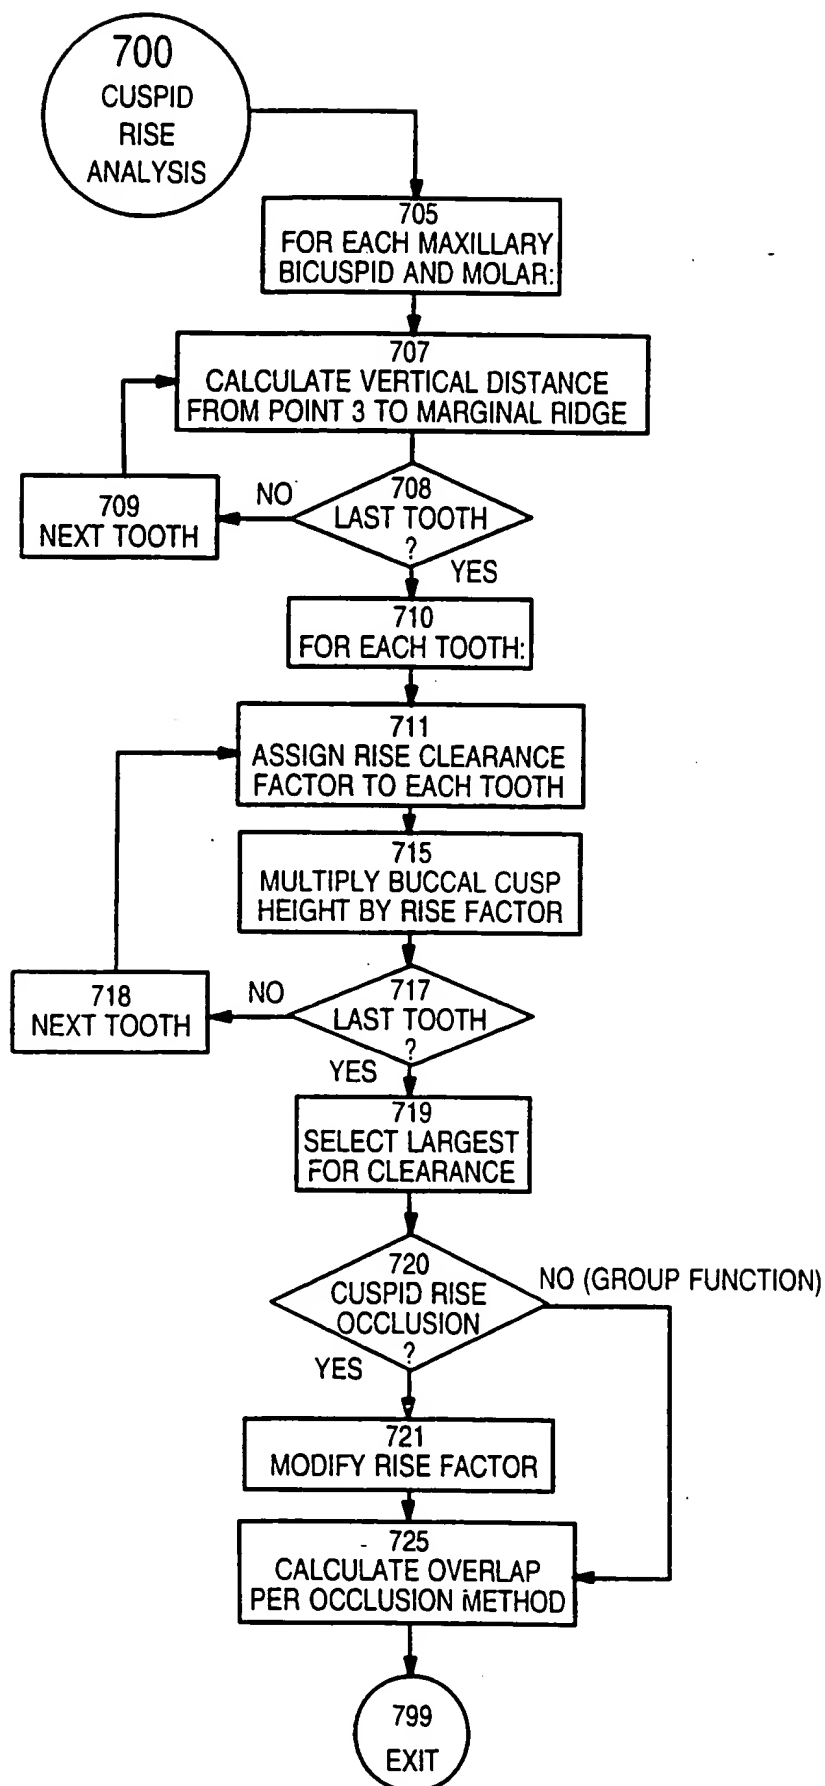 700
CUSPID
RISE
ANALYSIS
705
FOR EACH MAXILLARY
BICUSPID AND MOLAR:
707
CALCULATE VERTICAL DISTANCE
FROM POINT 3 TO MARGINAL RIDGE
708
LAST TOOTH
?
NO
709
NEXT TOOTH
YES
710
FOR EACH TOOTH:
711
ASSIGN RISE CLEARANCE
FACTOR TO EACH TOOTH
715
MULTIPLY BUCCAL CUSP
HEIGHT BY RISE FACTOR
717
LAST TOOTH
?
NO
718
NEXT TOOTH
YES
719
SELECT LARGEST
FOR CLEARANCE
720
CUSPID RISE
OCCLUSION
?
NO (GROUP FUNCTION)
YES
721
MODIFY RISE FACTOR
725
CALCULATE OVERLAP
PER OCCLUSION METHOD
799
EXIT